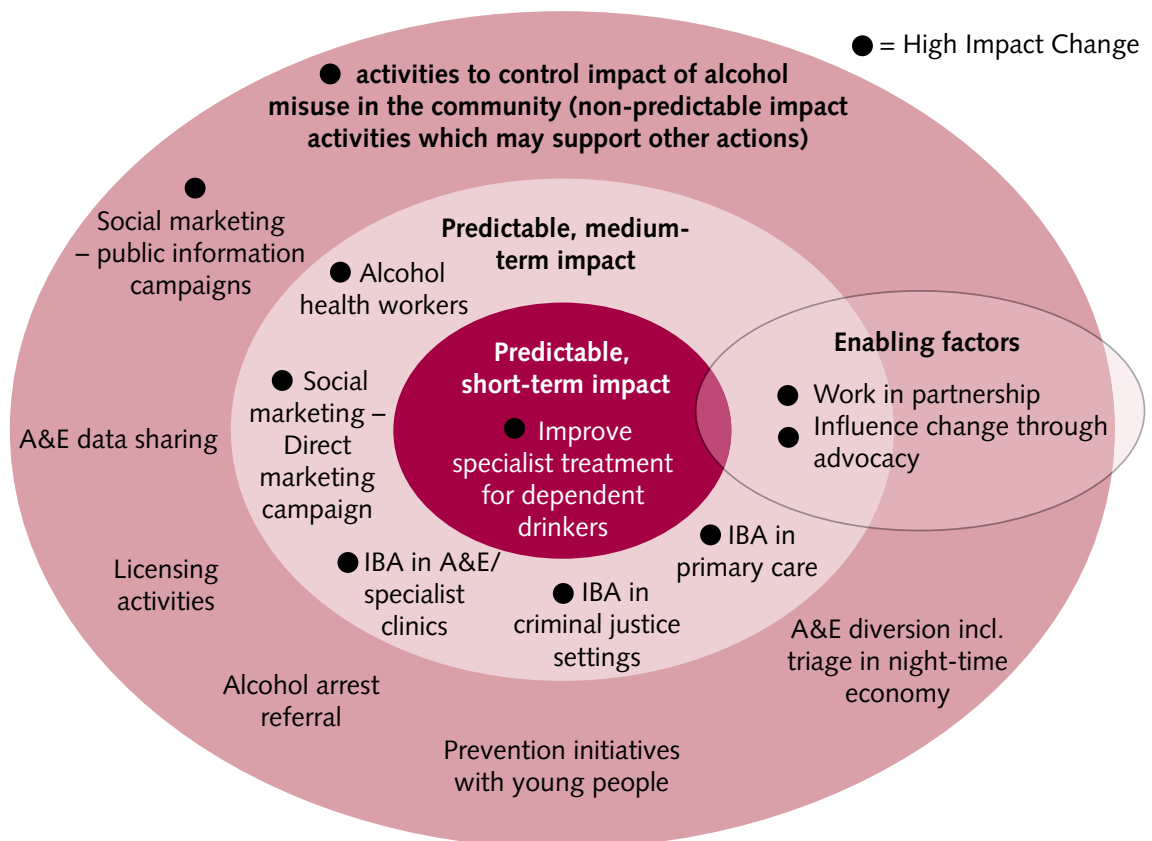 ● = High Impact Change
● activities to control impact of alcohol
misuse in the community (non-predictable impact
activities which may support other actions)
● Social marketing
– public information
campaigns
Predictable, medium-
term impact
● Alcohol
health workers
Predictable,
short-term impact
● Improve
specialist treatment
for dependent
drinkers
Enabling factors
● Work in partnership
● Influence change through
advocacy
● Social
marketing –
Direct
marketing
campaign
A&E data sharing
● IBA in A&E/
specialist
clinics
● IBA in
criminal justice
settings
● IBA in
primary care
Licensing
activities
Alcohol arrest
referral
Prevention initiatives
with young people
A&E diversion incl.
triage in night-time
economy